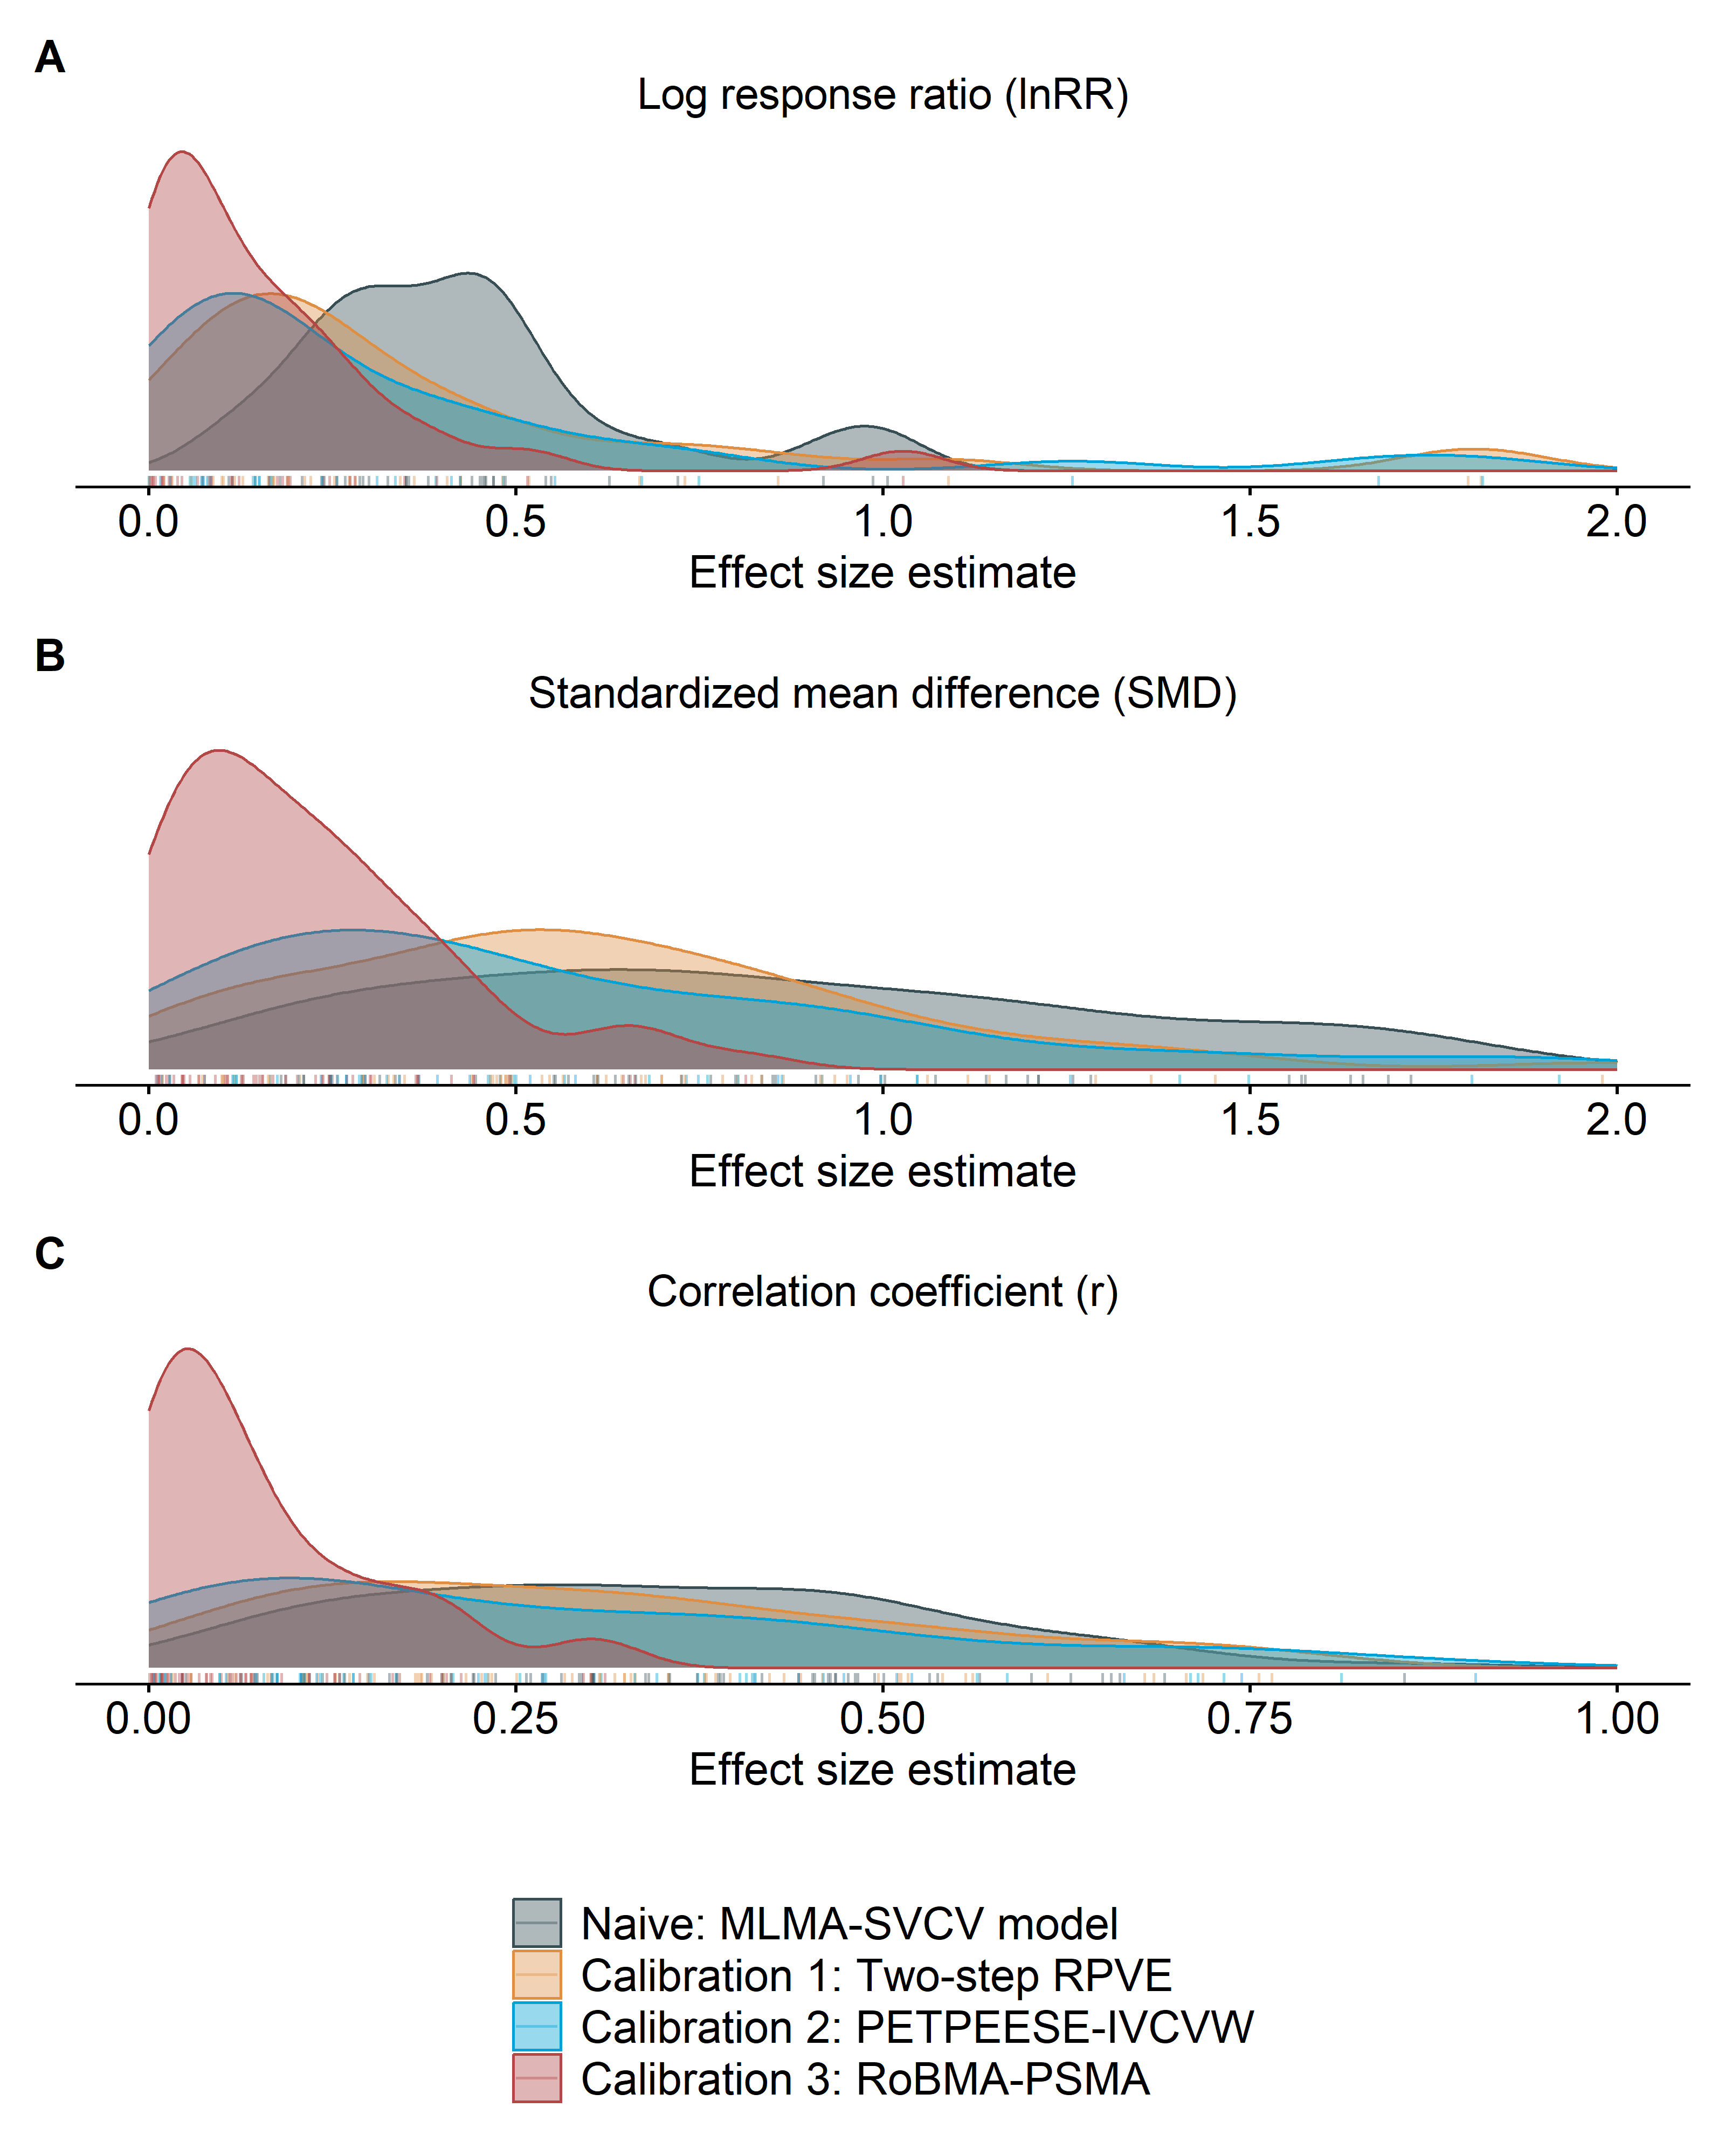 A
Log response ratio (lnRR)
0.0 0.5 1.0 1.5 2.0
Effect size estimate
B
Standardized mean difference (SMD)
0.0 0.5 1.0 1.5 2.0
Effect size estimate
C
Correlation coefficient (r)
0.00 0.25 0.50 0.75 1.00
Effect size estimate
Naive: MLMA-SVCV model
Calibration 1: Two-step RPVE
Calibration 2: PETPEESE-IVCVW
Calibration 3: RoBMA-PSMA